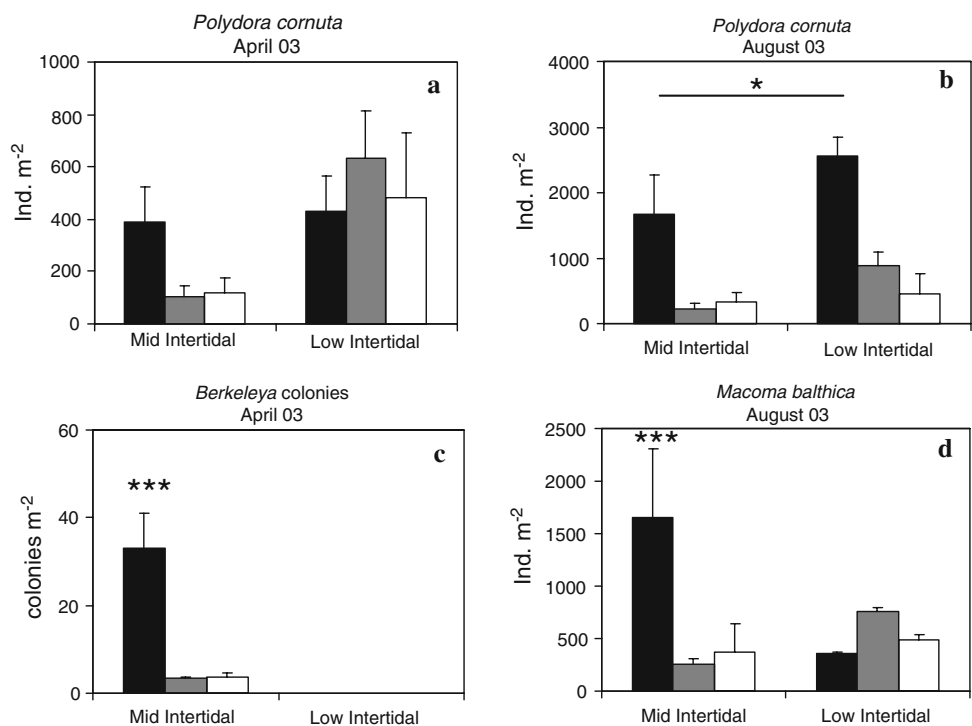 Polydora cornuta
April 03
a
Ind. m-2
1000
800
600
400
200
0
Mid Intertidal Low Intertidal
Polydora cornuta
August 03
b
*
Ind. m-2
4000
3000
2000
1000
0
Mid Intertidal Low Intertidal
Berkeleya colonies
April 03
c
***
colonies m-2
60
40
20
0
Mid Intertidal Low Intertidal
Macoma balthica
August 03
d
***
Ind. m-2
2500
2000
1500
1000
500
0
Mid Intertidal Low Intertidal